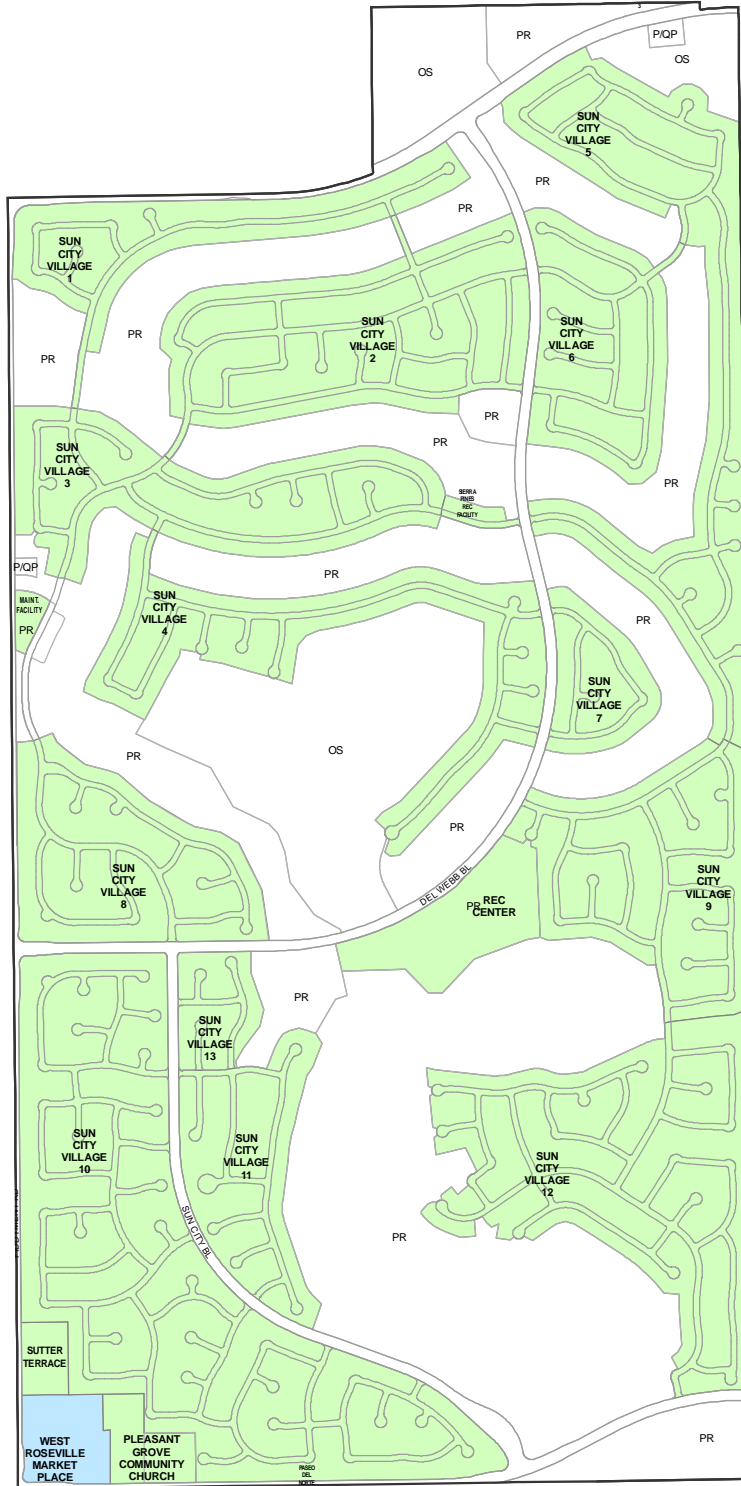 3
PR
P/QP
OS
OS
SUN
CITY
VILLAGE
5
PR
PR
SUN
CITY
VILLAGE
1
PR
SUN
CITY
VILLAGE
2
SUN
CITY
VILLAGE
6
PR
PR
PR
SUN
CITY
VILLAGE
3
PR
SIERRA
PINES
REC
FACILITY
P/QP
PR
MAINT.
FACILITY
PR
SUN
CITY
VILLAGE
4
PR
SUN
CITY
VILLAGE
7
OS
PR
PR
SUN
CITY
VILLAGE
8
DEL WEBB BL
PR
REC
CENTER
SUN
CITY
VILLAGE
9
PR
SUN
CITY
VILLAGE
13
SUN
CITY
VILLAGE
10
SUN
CITY
VILLAGE
11
SUN
CITY
VILLAGE
12
SUN CITY BL
PR
SUTTER
TERRACE
WEST
ROSEVILLE
MARKET
PLACE
PLEASANT
GROVE
COMMUNITY
CHURCH
PASEO
DEL
NORTE
PR